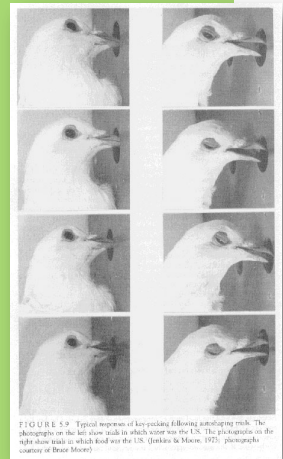 FIGURE 5.9 Typical responses of key-pecking following autoshaping trials. The
photographs on the left show trials in which water was the US. The photographs on the
right show trials in which food was the US. (Jenkins & Moore, 1973; photographs
courtesy of Bruce Moore)